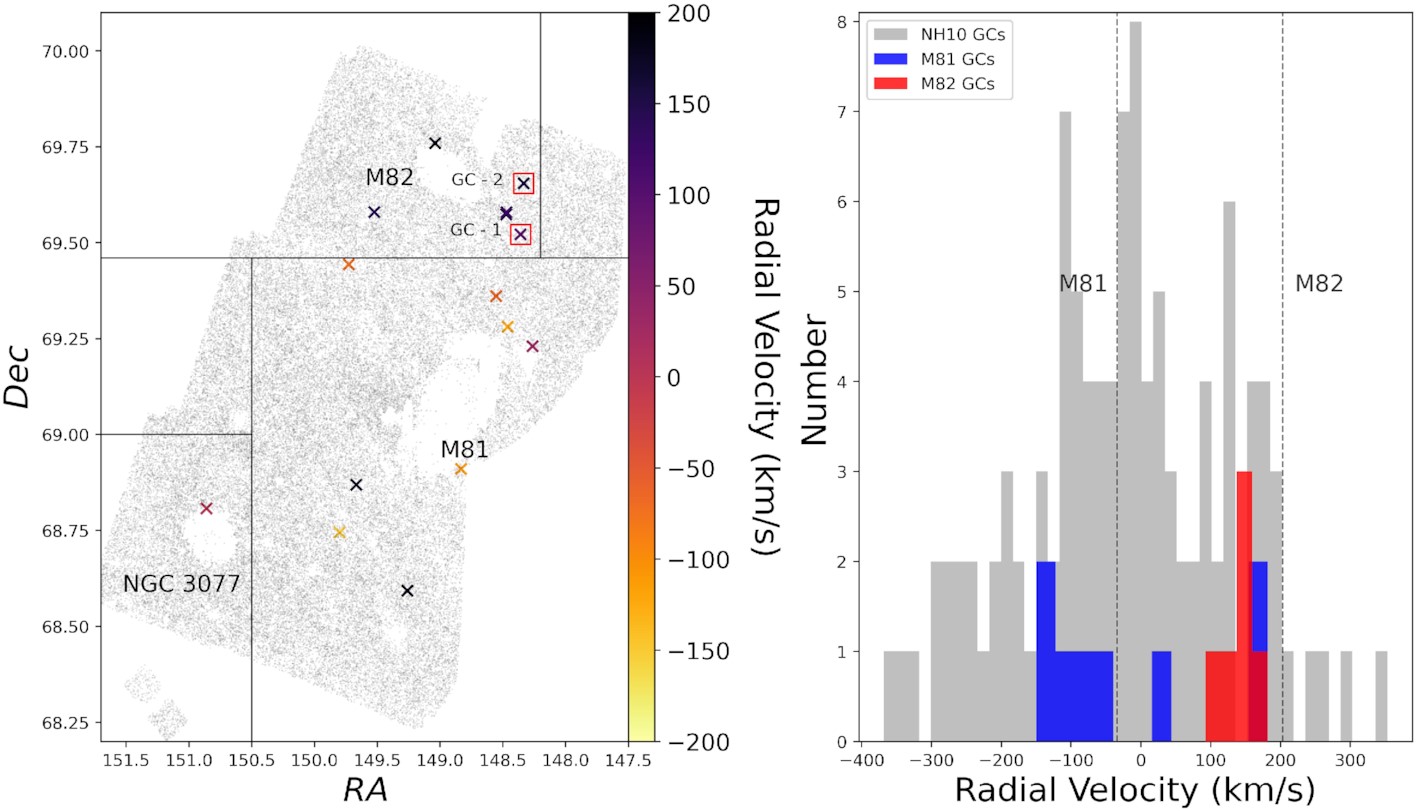 70.00
69.75
69.50
69.25
69.00
68.75
68.50
68.25
Dec
M82
GC - 2
GC - 1
M81
NGC 3077
151.5 151.0 150.5 150.0 149.5 149.0 148.5 148.0 147.5
RA
200
150
100
50
0
−50
−100
−150
−200
Radial Velocity (km/s)
8
7
6
5
4
3
2
1
0
Nnumber
NH10 GCs
M81 GCs
M82 GCs
M81
M82
−400 −300 −200 −100 0 100 200 300
Radial Velocity (km/s)